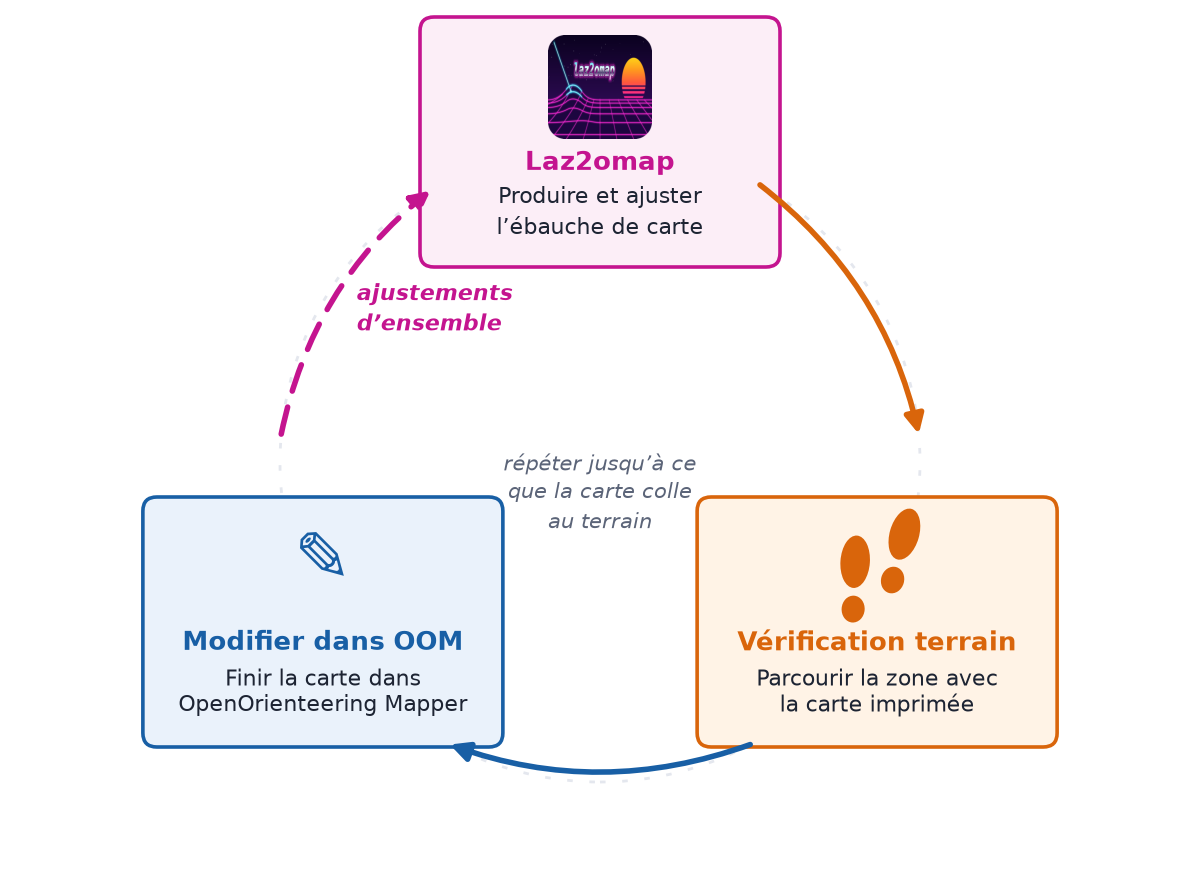 Laz2omap
Laz2omap
Produire et ajuster
l’ébauche de carte
ajustements
d’ensemble
répéter jusqu’à ce
que la carte colle
au terrain
Modifier dans OOM
Finir la carte dans
OpenOrienteering Mapper
Vérification terrain
Parcourir la zone avec
la carte imprimée